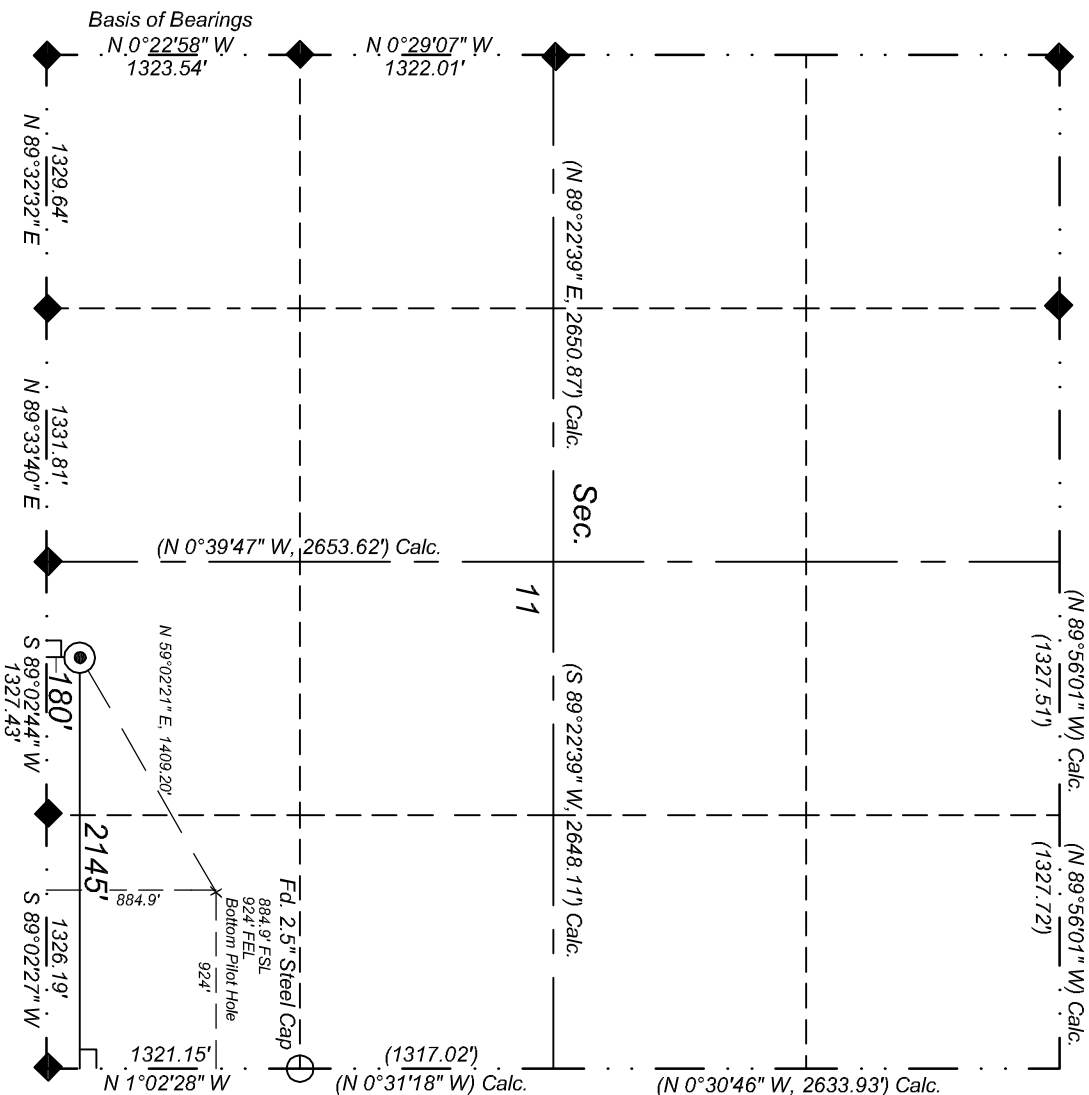 Basis of Bearings
N 0°22'58" W
1323.54'
N 0°29'07" W
1322.01'
1329.64'
N 89°32'32" E
(N 89°22'39" E, 2650.87') Calc.
1331.81'
N 89°33'40" E
Sec.
11
(N 0°39'47" W, 2653.62') Calc.
(N 89°56'01" W) Calc.
(1327.51')
N 59°02'21" E, 1409.20'
180'
S 89°02'44" W
1327.43'
(S 89°22'39" W, 2648.11') Calc.
2145'
884.9'
Fd. 2.5" Steel Cap
884.9' FSL
924' FEL
Bottom Pilot Hole
924'
(N 89°56'01" W) Calc.
(1327.72')
1326.19'
S 89°02'27" W
1321.15'
N 1°02'28" W
(1317.02')
(N 0°31'18" W) Calc.
(N 0°30'46" W, 2633.93') Calc.